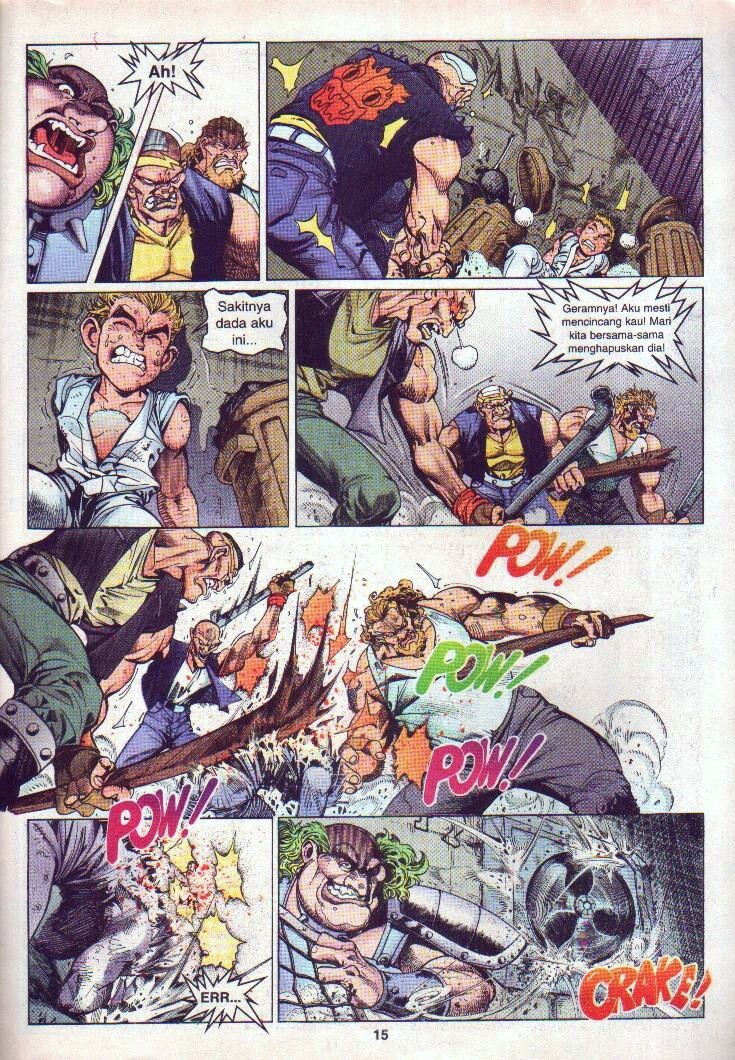 Ah!
Sakitnya
dada aku
ini...
Geramnya! Aku mesti
mencincang kau! Mari
kita bersama-sama
menghapuskan dia!
POW!!
POW!!
POW!!
POW!!
ERR...
CRAKE!!
15